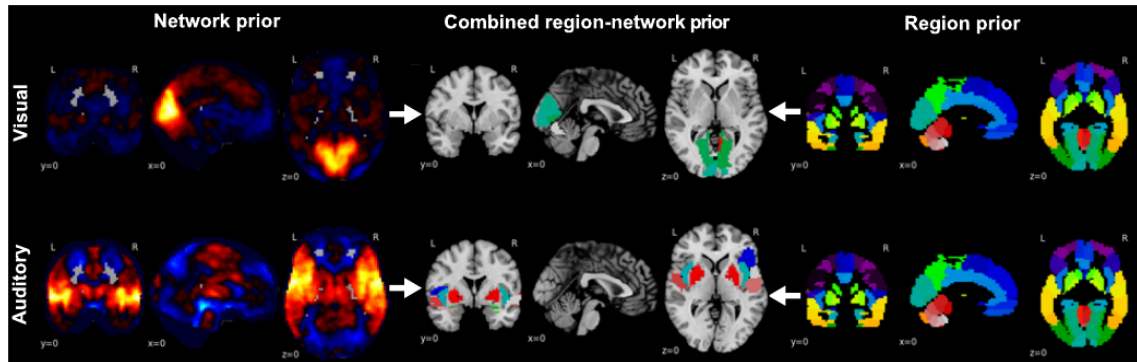 Network prior
Combined region-network prior
Region prior
Visual
L R L R L R
y=0 x=0 z=0 y=0 x=0 z=0 y=0 x=0 z=0
Auditory
L R L R L R
L R L R L R
y=0 x=0 z=0 y=0 x=0 z=0 y=0 x=0 z=0